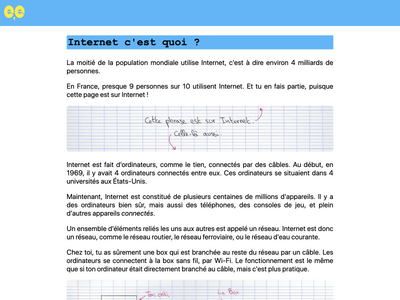 Internet c'est quoi ?
La moitié de la population mondiale utilise Internet, c'est à dire environ 4 milliards de
personnes.
En France, presque 9 personnes sur 10 utilisent Internet. Et tu en fais partie, puisque
cette page est sur Internet !
Cette phrase est sur Internet
Celle-là aussi.
Internet est fait d'ordinateurs, comme le tien, connectés par des câbles. Au début, en
1969, il y avait 4 ordinateurs connectés entre eux. Ces ordinateurs se situaient dans 4
universités aux États-Unis.
Maintenant, Internet est constitué de plusieurs centaines de millions d'appareils. Il y a
des ordinateurs bien sûr, mais aussi des téléphones, des consoles de jeu, et plein
d'autres appareils connectés.
Un ensemble d'éléments reliés les uns aux autres est appelé un réseau. Internet est donc
un réseau, comme le réseau routier, le réseau ferroviaire, ou le réseau d'eau courante.
Chez toi, tu as sûrement une box qui est branchée au reste du réseau par un câble. Les
ordinateurs se connectent à la box sans fil, par Wi-Fi. Le fonctionnement est le même
que si ton ordinateur était directement branché au câble, mais c'est plus pratique.
Ton ordi
La Box